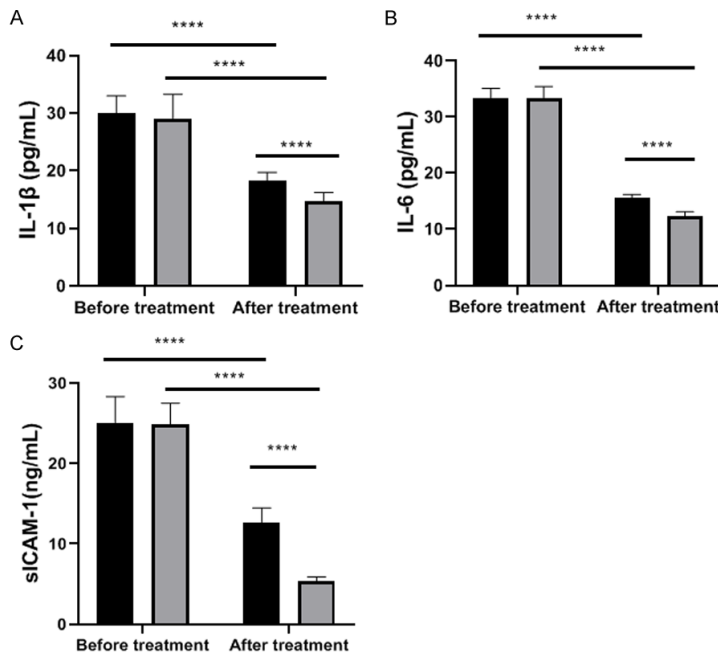 A
****
****
****
40
30
20
10
0
IL-1β (pg/mL)
Before treatment After treatment
B
****
****
****
40
30
20
10
0
IL-6 (pg/mL)
Before treatment After treatment
C
****
****
****
30
20
10
0
sICAM-1(ng/mL)
Before treatment After treatment